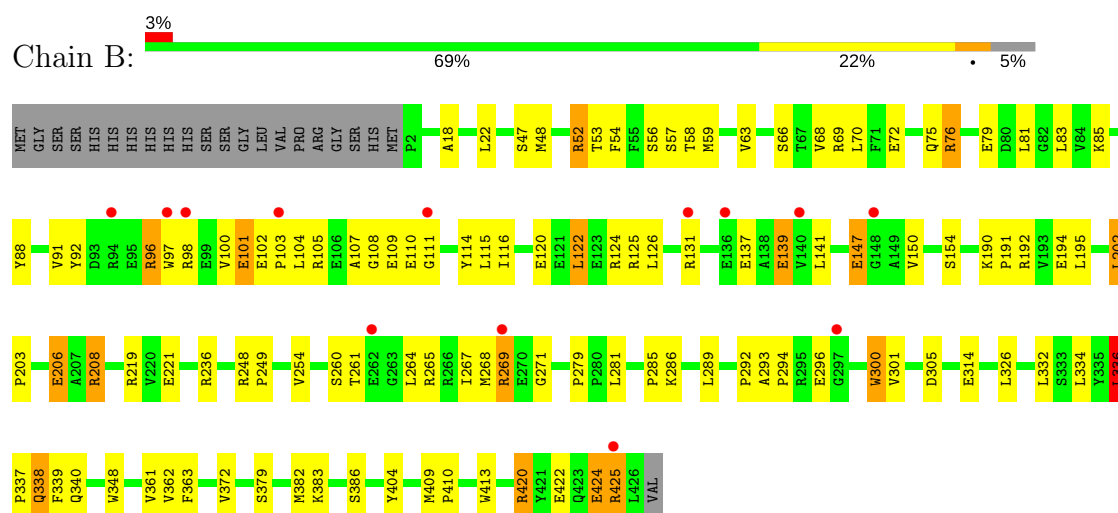 3%
Chain B:
69% 22% • 5%
MET GLY SER SER HIS HIS HIS HIS HIS HIS SER SER GLY LEU VAL PRO ARG GLY SER HIS MET P2 A18 L22 S47 M48 R52 T53 F54 F55 S56 S57 T58 M59 V63 S66 T67 V68 R69 L70 F71 E72 Q75 R76 E79 D80 L81 G82 L83 V84 K85
Y88 V91 Y92 D93 R94 E95 R96 W97 R98 E99 V100 E101 E102 P103 L104 R105 E106 A107 G108 E109 E110 G111 Y114 L115 I116 E120 E121 L122 E123 R124 R125 L126 R131 E136 E137 A138 E139 V140 L141 E147 G148 A149 V150 S154 K190 P191 R192 V193 E194 L195 L202
P203 E206 A207 R208 R219 V220 E221 R236 R248 P249 V254 S260 T261 E262 G263 L264 R265 R266 I267 M268 R269 E270 G271 P279 P280 L281 P285 K286 L289 P292 A293 P294 R295 E296 G297 W300 V301 D305 E314 L326 L332 S333 L334 Y335 L336
P337 Q338 F339 Q340 W348 V361 V362 F363 V372 S379 M382 K383 S386 Y404 M409 P410 W413 R420 Y421 E422 Q423 E424 R425 L426 VAL